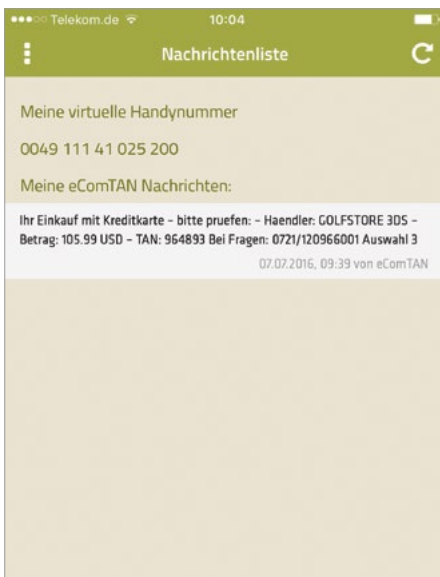 Telekom.de 10:04
Nachrichtenliste
Meine virtuelle Handynummer
0049 111 41 025 200
Meine eComTAN Nachrichten:
Ihr Einkauf mit Kreditkarte - bitte pruefen: - Haendler: GOLFSTORE 3DS -
Betrag: 105.99 USD - TAN: 964893 Bei Fragen: 0721/120966001 Auswahl 3
07.07.2016, 09:39 von eComTAN